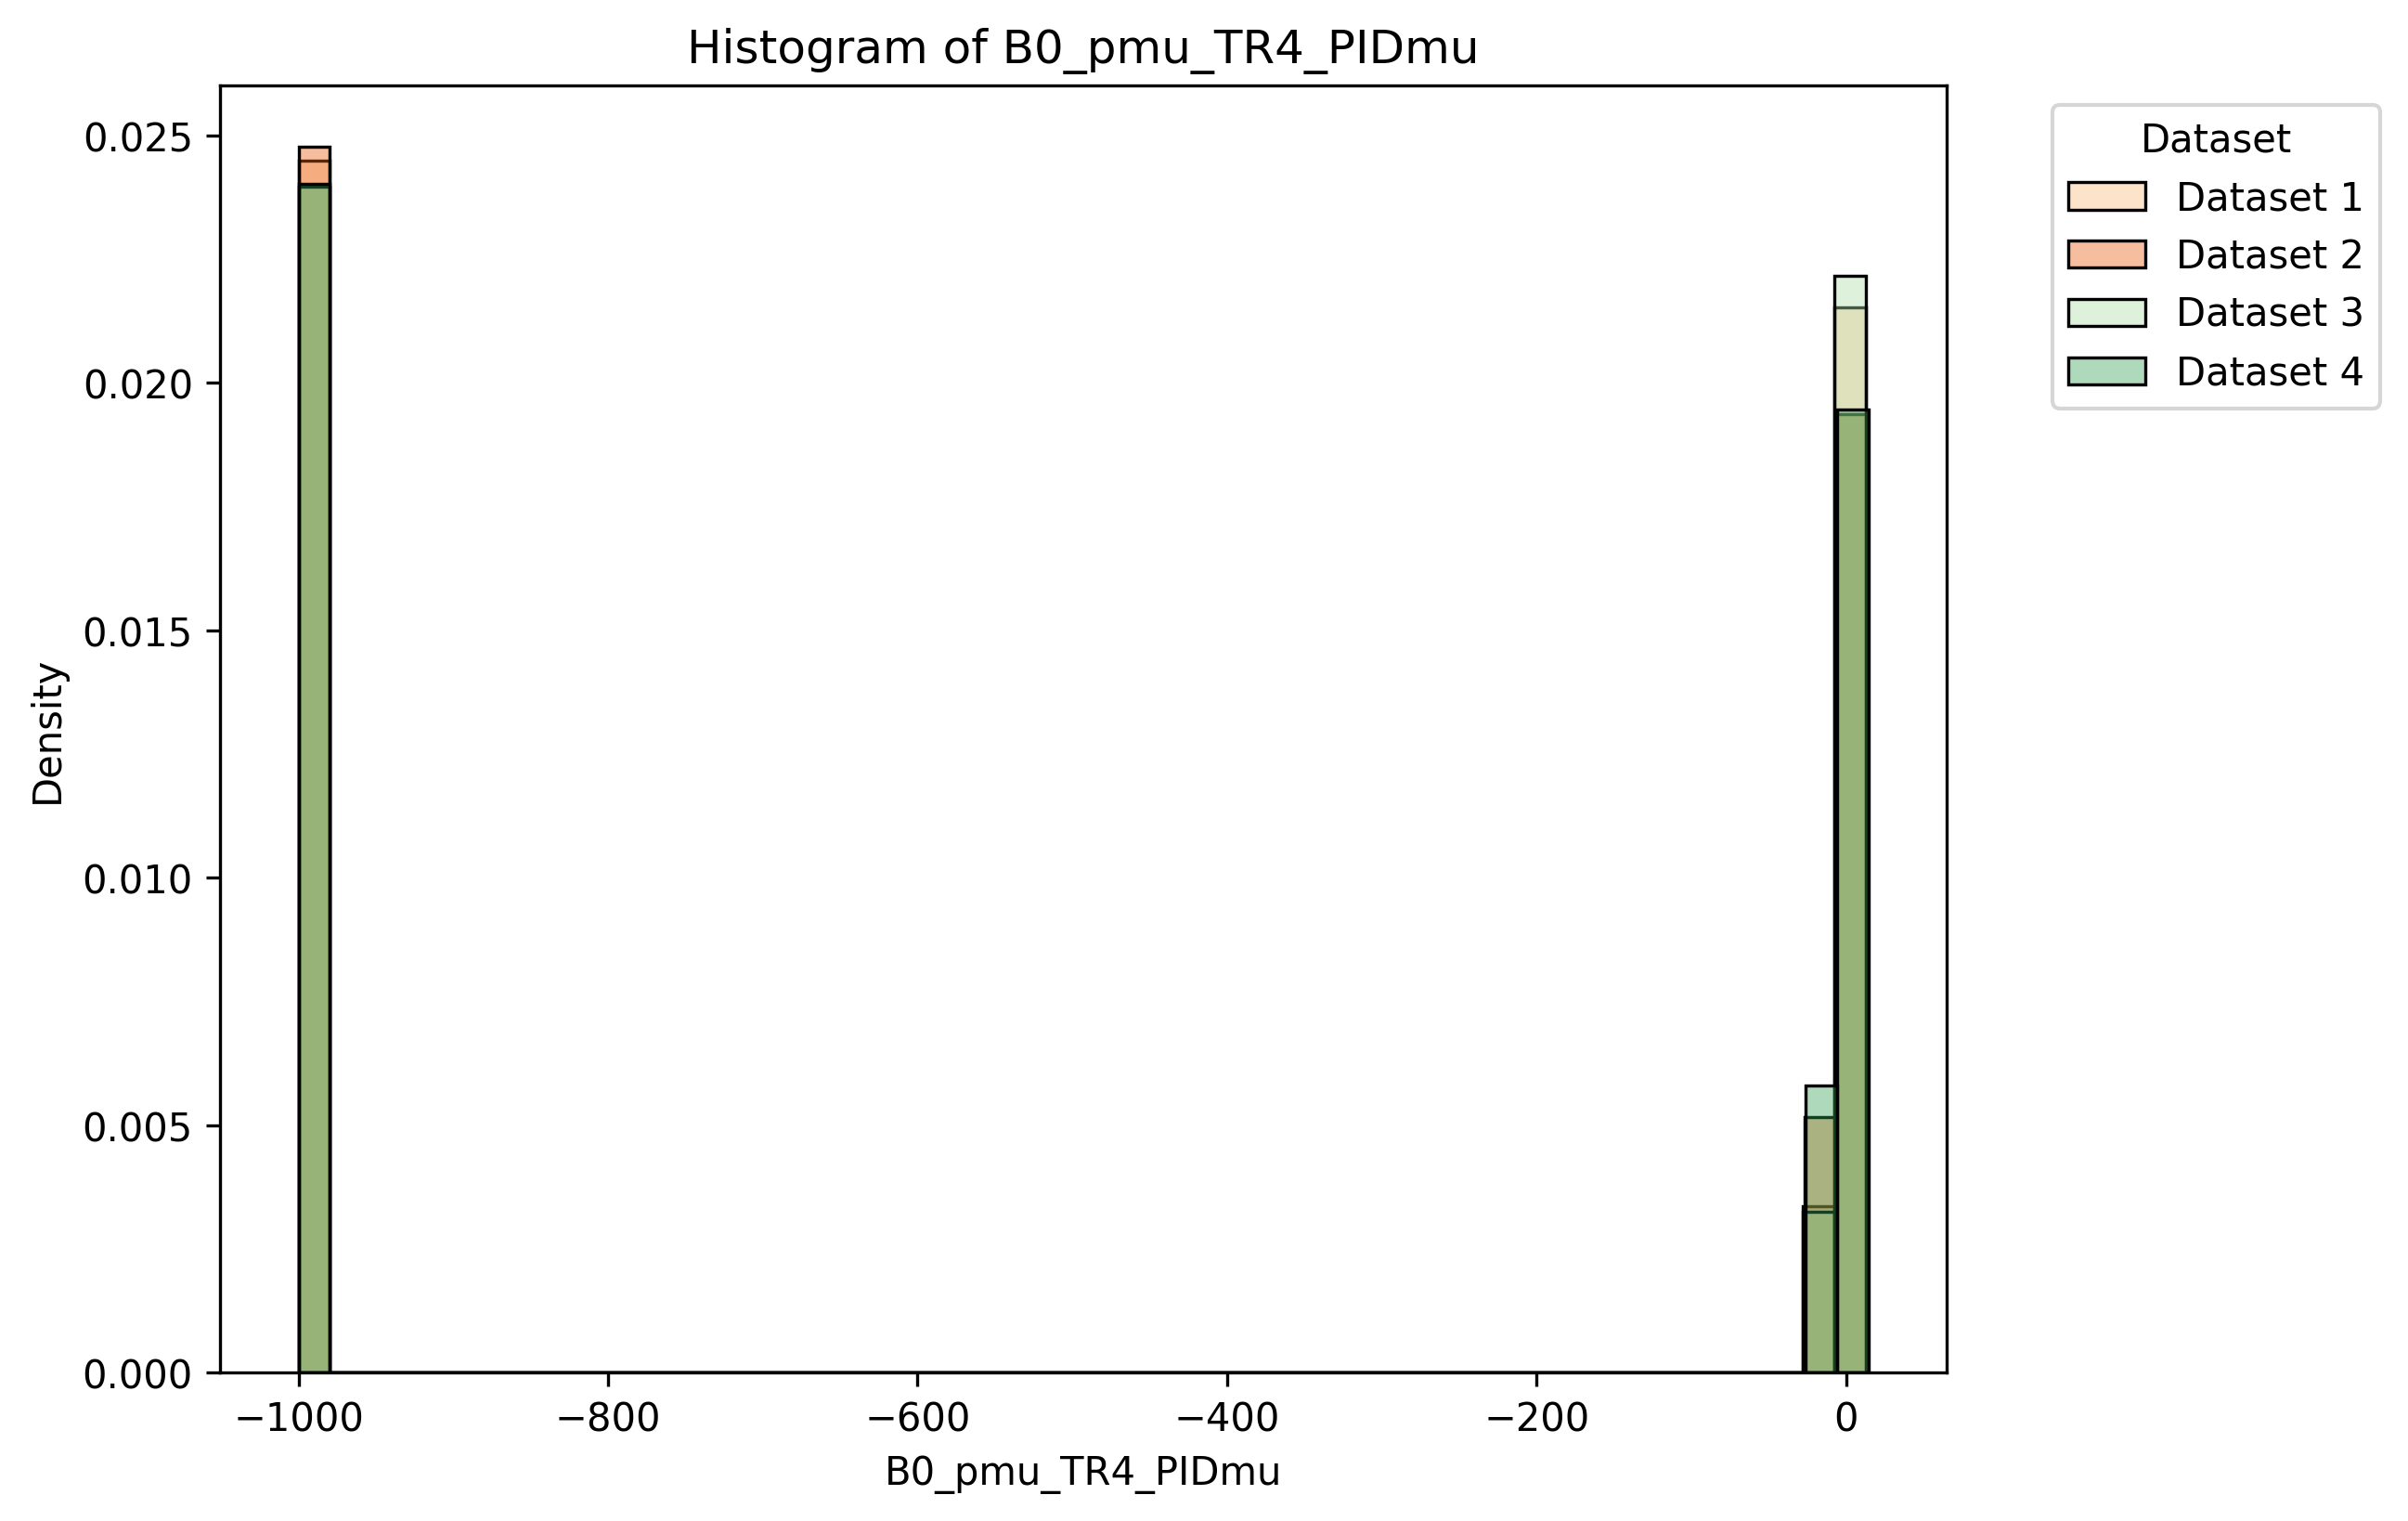 Histogram of B0_pmu_TR4_PIDmu
Dataset
Dataset 1
Dataset 2
Dataset 3
Dataset 4
Density
0.025
0.020
0.015
0.010
0.005
0.000
−1000 −800 −600 −400 −200 0
B0_pmu_TR4_PIDmu